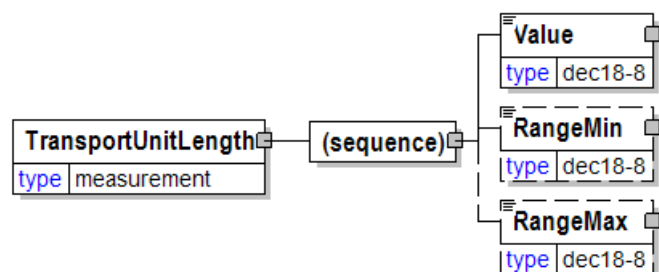 TransportUnitLength
type measurement
(sequence)
Value
type dec18-8
RangeMin
type dec18-8
RangeMax
type dec18-8